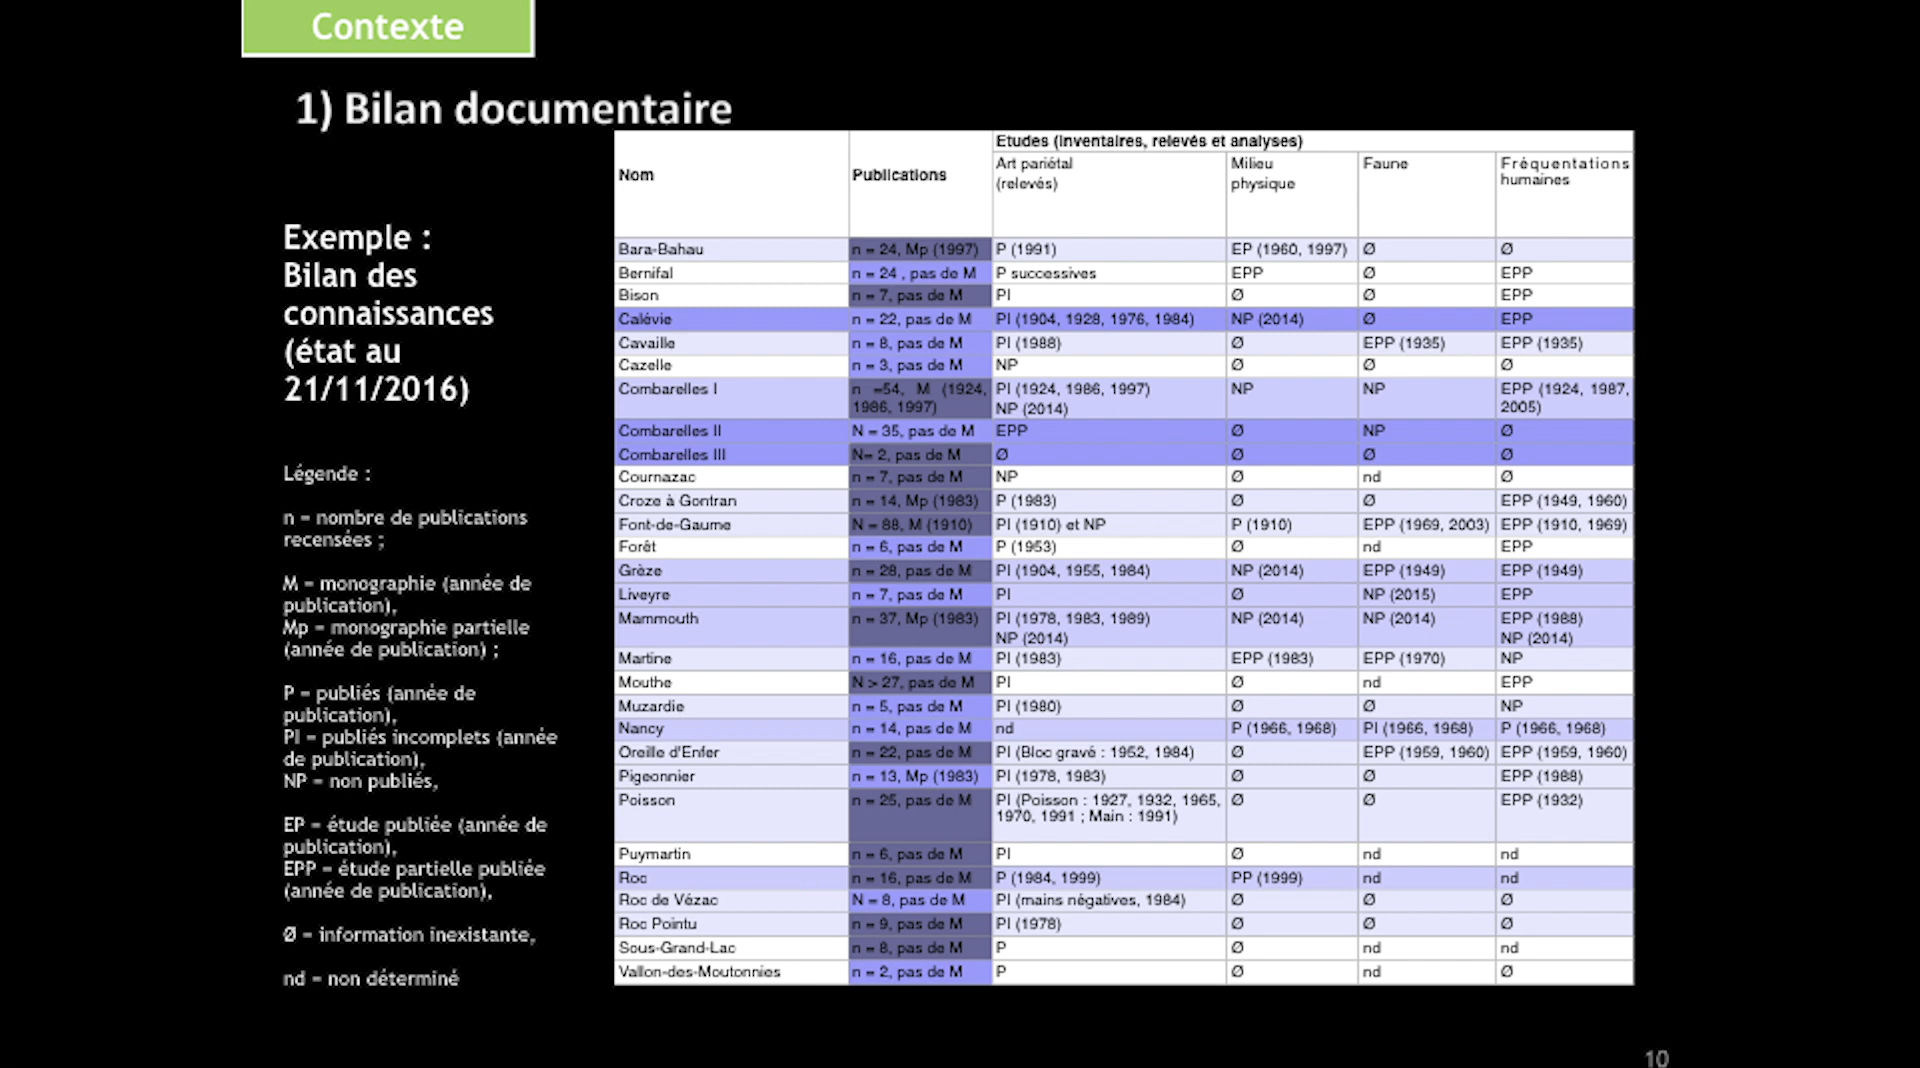 Contexte
1) Bilan documentaire
Exemple :
Bilan des
connaissances
(état au
21/11/2016)
Légende :
n = nombre de publications
recensées ;
M = monographie (année de
publication),
Mp = monographie partielle
(année de publication) ;
P = publiés (année de
publication),
PI = publiés incomplets (année
de publication),
NP = non publiés,
EP = étude publiée (année de
publication),
EPP = étude partielle publiée
(année de publication),
Ø = information inexistante,
nd = non déterminé
Etudes (inventaires, relevés et analyses)
Nom Publications Art pariétal (relevés) Milieu physique Faune Fréquentations humaines
Bara-Bahau n = 24, Mp (1997) P (1991) EP (1960, 1997) Ø Ø
Bernifal n = 24 , pas de M P successives EPP Ø EPP
Bison n = 7, pas de M PI Ø Ø EPP
Calévie n = 22, pas de M PI (1904, 1928, 1976, 1984) NP (2014) Ø EPP
Cavaille n = 8, pas de M PI (1988) Ø EPP (1935) EPP (1935)
Cazelle n = 3, pas de M NP Ø Ø Ø
Combarelles I n =54, M (1924, PI (1924, 1986, 1997) NP NP EPP (1924, 1987,
1986, 1997) NP (2014) 2005)
Combarelles II N = 35, pas de M EPP Ø NP Ø
Combarelles III N= 2, pas de M Ø Ø Ø Ø
Cournazac n = 7, pas de M NP Ø nd Ø
Croze à Gontran n = 14, Mp (1983) P (1983) Ø Ø EPP (1949, 1960)
Font-de-Gaume N = 88, M (1910) PI (1910) et NP P (1910) EPP (1969, 2003) EPP (1910, 1969)
Forêt n = 6, pas de M P (1953) Ø nd EPP
Grèze n = 28, pas de M PI (1904, 1955, 1984) NP (2014) EPP (1949) EPP (1949)
Liveyre n = 7, pas de M PI Ø NP (2015) EPP
Mammouth n = 37, Mp (1983) PI (1978, 1983, 1989) NP (2014) NP (2014) EPP (1988)
NP (2014) NP (2014)
Martine n = 16, pas de M PI (1983) EPP (1983) EPP (1970) NP
Mouthe N > 27, pas de M PI Ø nd EPP
Muzardie n = 5, pas de M PI (1980) Ø Ø NP
Nancy n = 14, pas de M nd P (1966, 1968) PI (1966, 1968) P (1966, 1968)
Oreille d'Enfer n = 22, pas de M PI (Bloc gravé : 1952, 1984) Ø EPP (1959, 1960) EPP (1959, 1960)
Pigeonnier n = 13, Mp (1983) PI (1978, 1983) Ø Ø EPP (1988)
Poisson n = 25, pas de M PI (Poisson : 1927, 1932, 1965, Ø Ø EPP (1932)
1970, 1991 ; Main : 1991)
Puymartin n = 6, pas de M PI Ø nd nd
Roc n = 16, pas de M P (1984, 1999) PP (1999) nd nd
Roc de Vézac N = 8, pas de M PI (mains négatives, 1984) Ø Ø Ø
Roc Pointu n = 9, pas de M PI (1978) Ø Ø Ø
Sous-Grand-Lac n = 8, pas de M P Ø nd nd
Vallon-des-Moutonnies n = 2, pas de M P Ø nd Ø
10